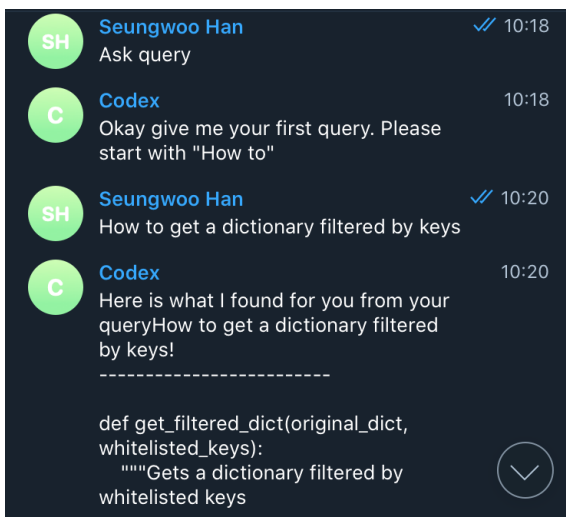 SH
Seungwoo Han
10:18
Ask query
C
Codex
10:18
Okay give me your first query. Please
start with "How to"
SH
Seungwoo Han
10:20
How to get a dictionary filtered by keys
C
Codex
10:20
Here is what I found for you from your
queryHow to get a dictionary filtered
by keys!
-------------------------
def get_filtered_dict(original_dict,
whitelisted_keys):
    """Gets a dictionary filtered by
whitelisted keys